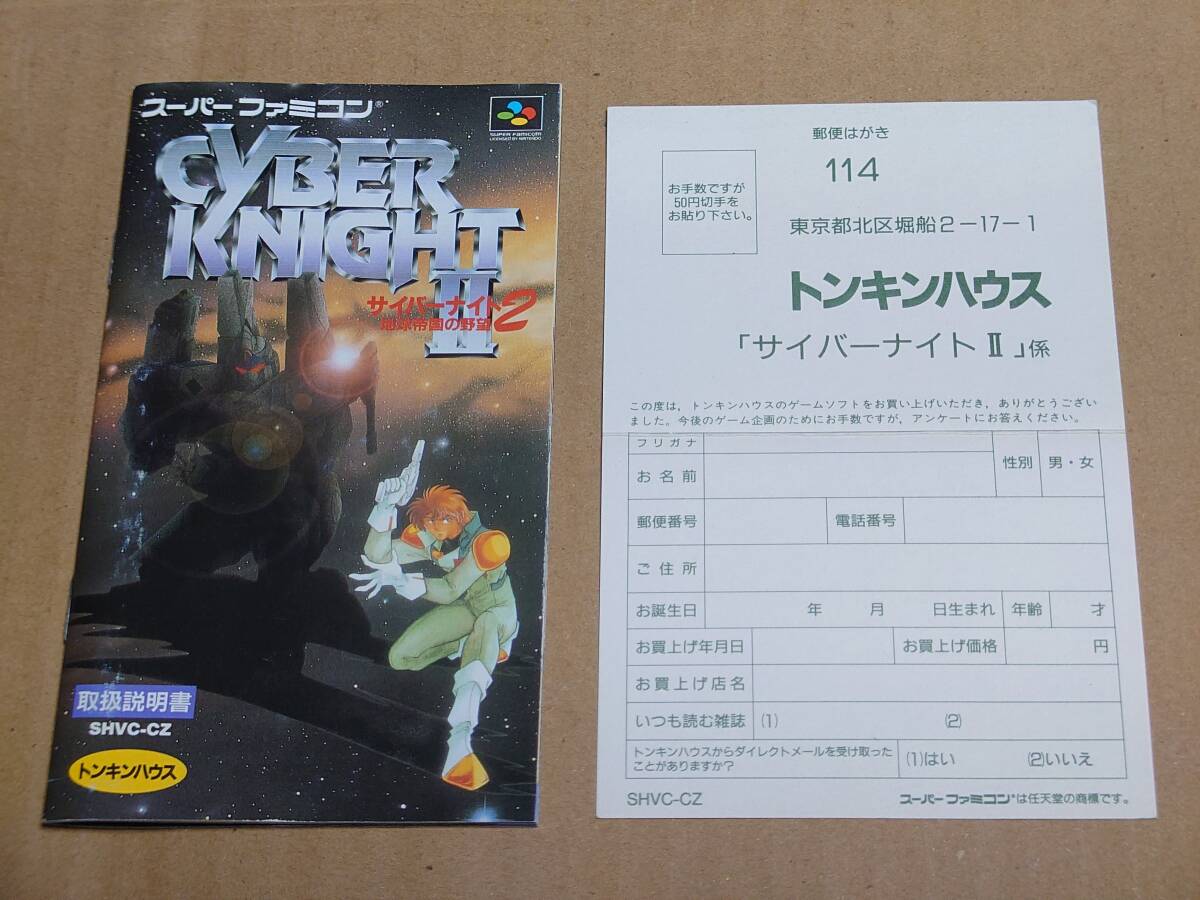 スーパーファミコン®
SUPER FAMICOM
LICENSED BY NINTENDO
CYBER
KNIGHT
II
サイバーナイト2
地球帝国の野望
取扱説明書
SHVC-CZ
トンキンハウス
郵便はがき
114
お手数ですが
50円切手を
お貼り下さい。
東京都北区堀船2-17-1
トンキンハウス
「サイバーナイトⅡ」係
この度は,トンキンハウスのゲームソフトをお買い上げいただき,ありがとうござい
ました。今後のゲーム企画のためにお手数ですが,アンケートにお答えください。
フリガナ
お名前 性別 男・女
郵便番号 電話番号
ご住所
お誕生日 年 月 日生まれ 年齢 才
お買上げ年月日 お買上げ価格 円
お買上げ店名
いつも読む雑誌 (1) (2)
トンキンハウスからダイレクトメールを受け取った
ことがありますか? (1)はい (2)いいえ
SHVC-CZ スーパーファミコン®は任天堂の商標です。